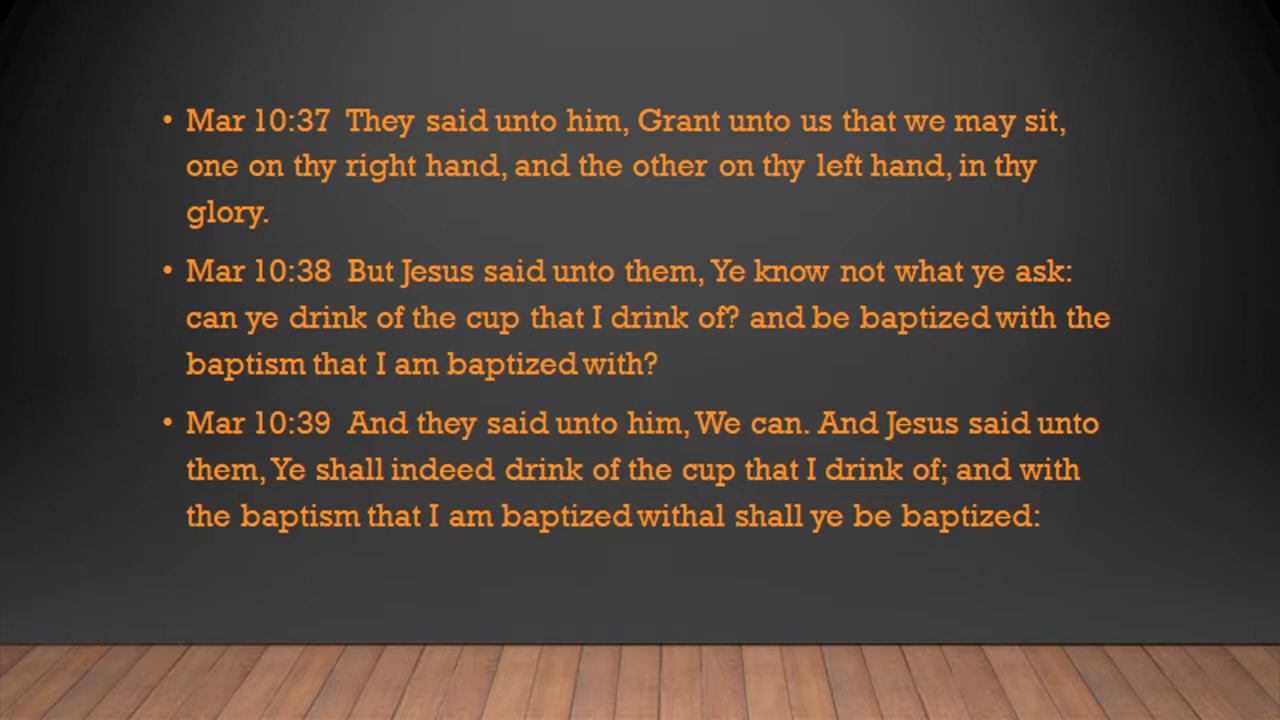 • Mar 10:37 They said unto him, Grant unto us that we may sit,
one on thy right hand, and the other on thy left hand, in thy
glory.
• Mar 10:38 But Jesus said unto them, Ye know not what ye ask:
can ye drink of the cup that I drink of? and be baptized with the
baptism that I am baptized with?
• Mar 10:39 And they said unto him, We can. And Jesus said unto
them, Ye shall indeed drink of the cup that I drink of; and with
the baptism that I am baptized withal shall ye be baptized: